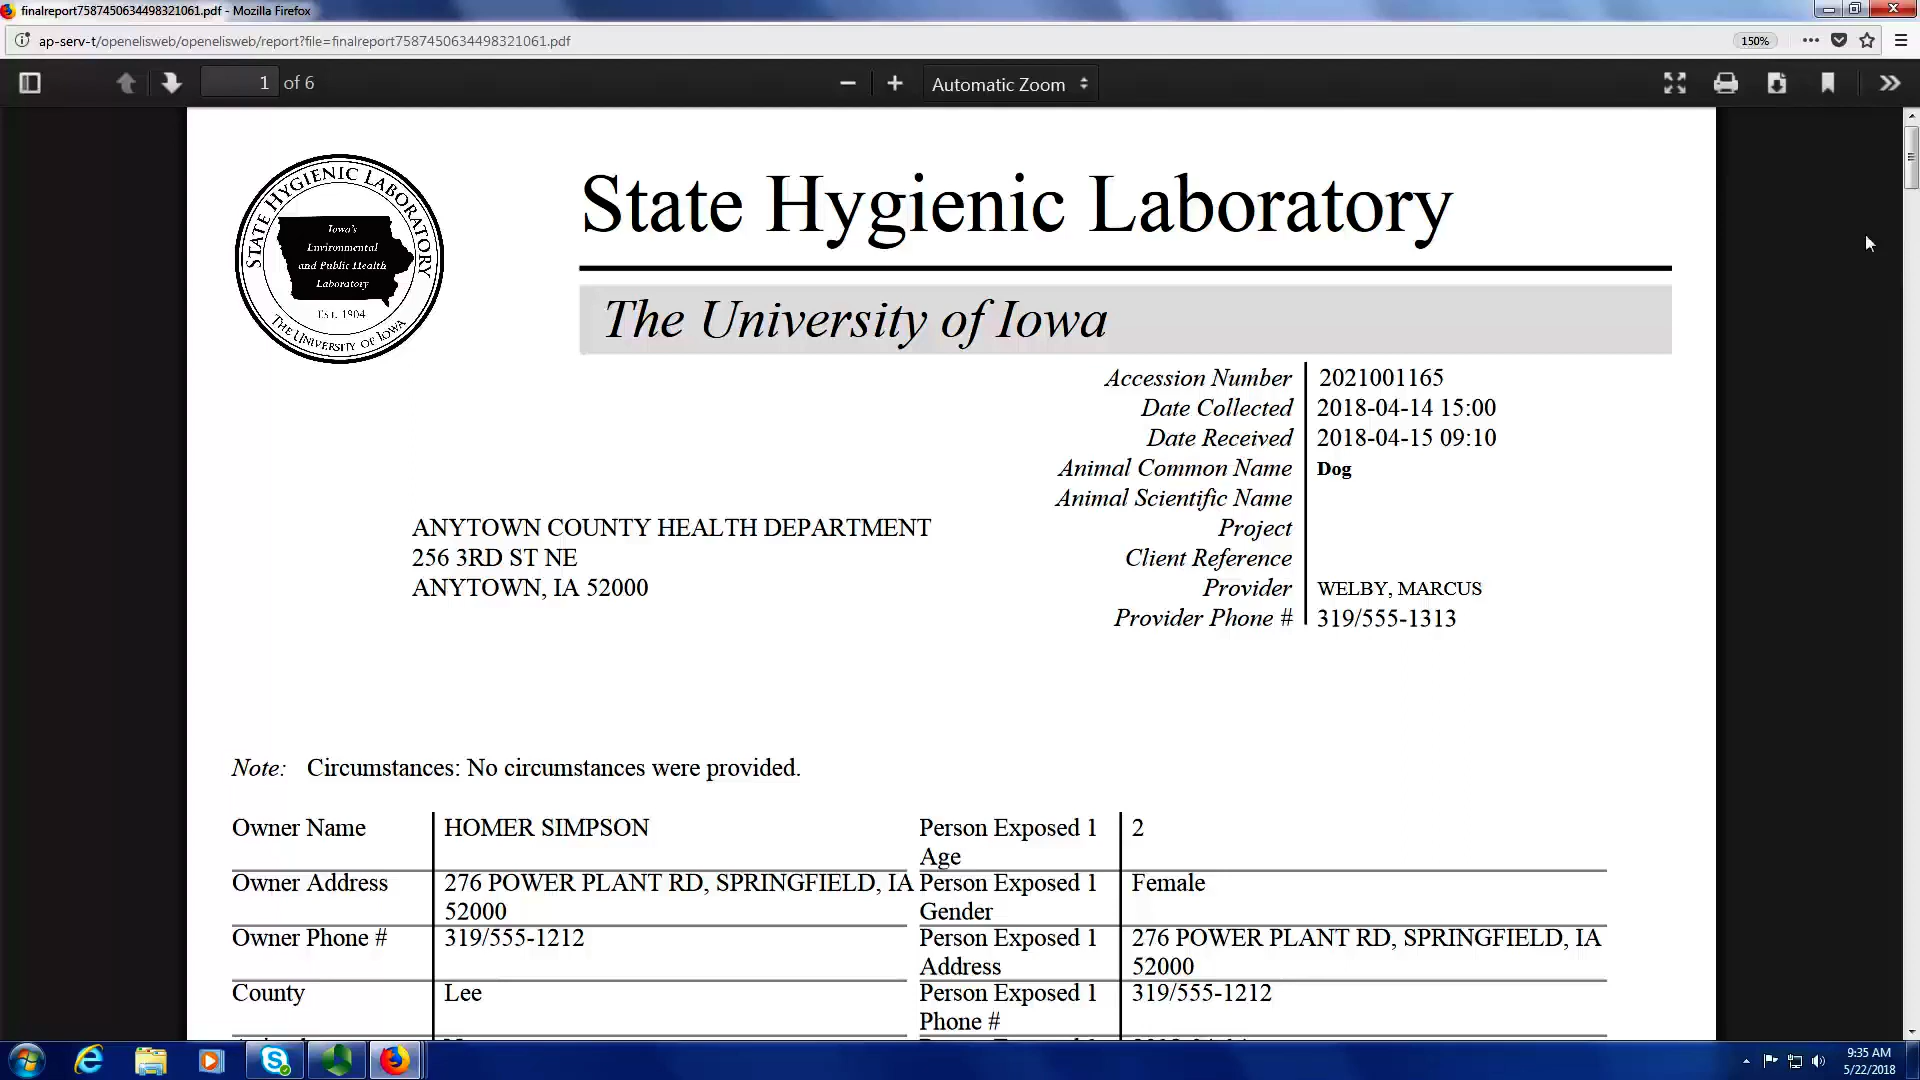 finalreport7587450634498321061.pdf - Mozilla Firefox
ap-serv-t/openelisweb/openelisweb/report?file=finalreport7587450634498321061.pdf
150%
1 of 6
Automatic Zoom
STATE HYGIENIC LABORATORY
Iowa's
Environmental
and Public Health
Laboratory
EST. 1904
THE UNIVERSITY OF IOWA
State Hygienic Laboratory
The University of Iowa
Accession Number 2021001165
Date Collected 2018-04-14 15:00
Date Received 2018-04-15 09:10
Animal Common Name Dog
Animal Scientific Name
Project
Client Reference
Provider WELBY, MARCUS
Provider Phone # 319/555-1313
ANYTOWN COUNTY HEALTH DEPARTMENT
256 3RD ST NE
ANYTOWN, IA 52000
Note: Circumstances: No circumstances were provided.
Owner Name HOMER SIMPSON
Person Exposed 1 2
Age
Owner Address 276 POWER PLANT RD, SPRINGFIELD, IA
52000
Person Exposed 1 Female
Gender
Owner Phone # 319/555-1212
Person Exposed 1 276 POWER PLANT RD, SPRINGFIELD, IA
Address 52000
County Lee
Person Exposed 1 319/555-1212
Phone #
9:35 AM
5/22/2018